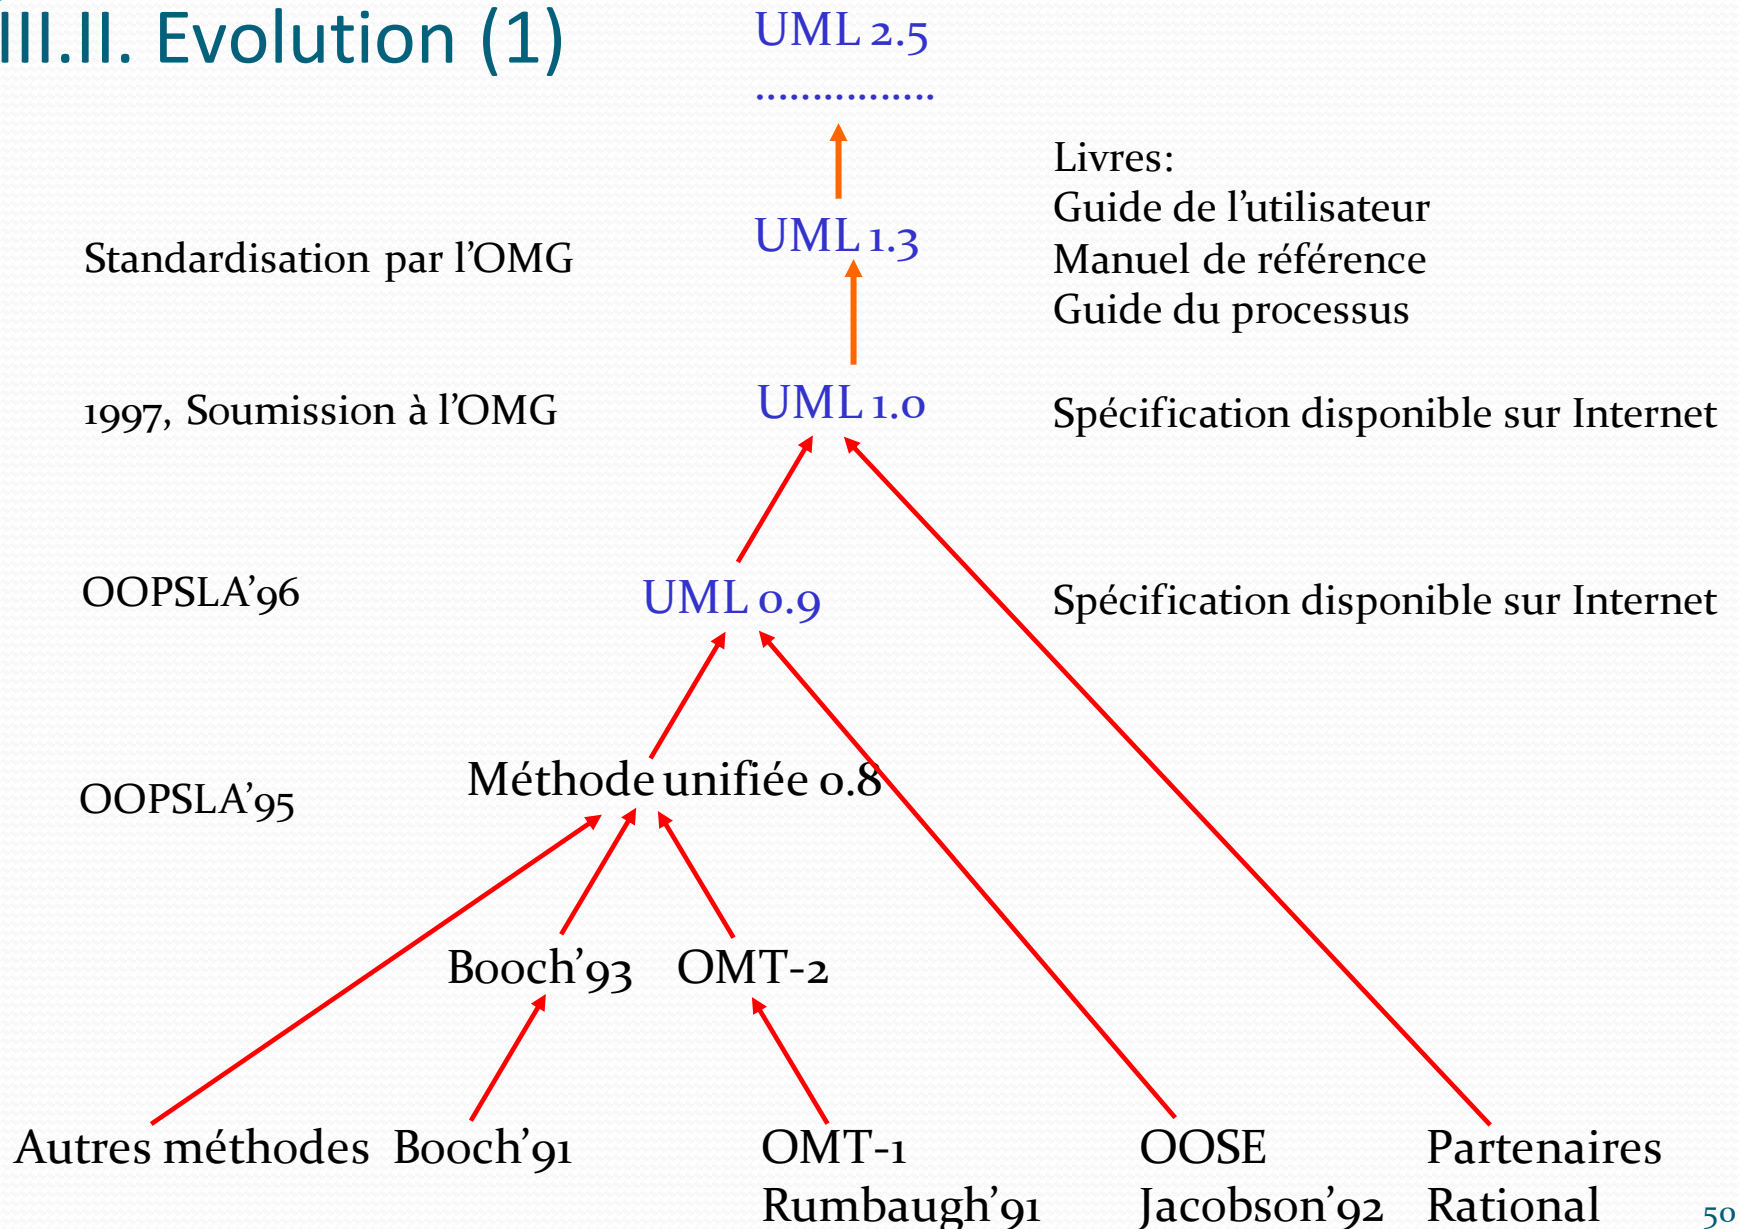 III.II. Evolution (1)
UML 2.5
................
Livres:
Guide de l’utilisateur
Standardisation par l’OMG
UML 1.3
Manuel de référence
Guide du processus
1997, Soumission à l’OMG
UML 1.0
Spécification disponible sur Internet
OOPSLA’96
UML 0.9
Spécification disponible sur Internet
OOPSLA’95
Méthode unifiée 0.8
Booch’93
OMT-2
Autres méthodes
Booch’91
OMT-1
Rumbaugh’91
OOSE
Jacobson’92
Partenaires
Rational
50